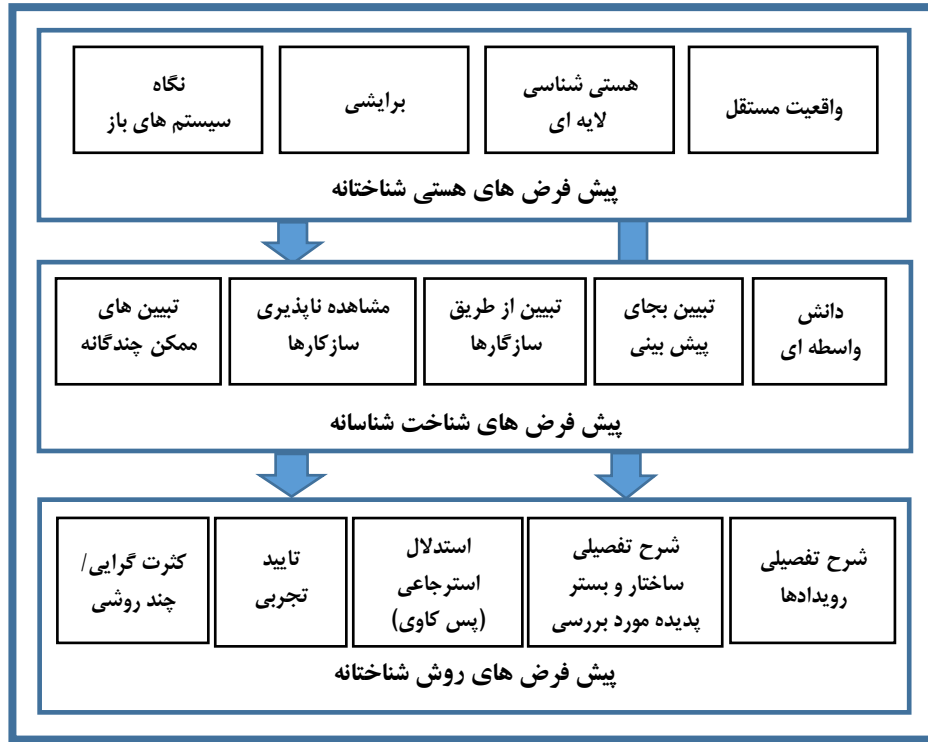 واقعیت مستقل
هستی شناسی
لایه ای
برایشی
نگاه
سیستم های باز
پیش فرض های هستی شناختانه
دانش
واسطه ای
تبیین بجای
پیش بینی
تبیین از طریق
سازگارها
مشاهده ناپذیری
سازکارها
تبیین های
ممکن چندگانه
پیش فرض های شناخت شناسانه
شرح تفصیلی
رویدادها
شرح تفصیلی
ساختار و بستر
پدیده مورد بررسی
استدلال
استرجاعی
(پس کاوی)
تایید
تجربی
کثرت گرایی/
چند روشی
پیش فرض های روش شناختانه